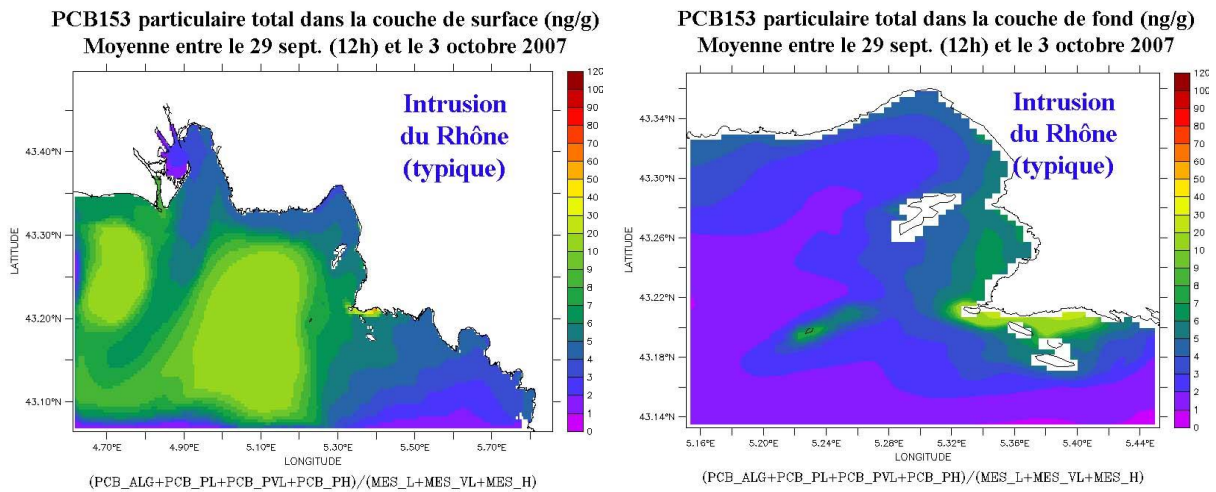 PCB153 particulaire total dans la couche de surface (ng/g)
Moyenne entre le 29 sept. (12h) et le 3 octobre 2007
Intrusion
du Rhône
(typique)
43.40°N
43.30°N
43.20°N
43.10°N
LATITUDE
4.70°E 4.90°E 5.10°E 5.30°E 5.50°E 5.70°E
LONGITUDE
120
100
90
80
70
60
50
40
30
20
10
9
8
7
6
5
4
3
2
1
0
(PCB_ALG+PCB_PL+PCB_PVL+PCB_PH)/(MES_L+MES_VL+MES_H)
PCB153 particulaire total dans la couche de fond (ng/g)
Moyenne entre le 29 sept. (12h) et le 3 octobre 2007
Intrusion
du Rhône
(typique)
43.34°N
43.30°N
43.26°N
43.22°N
43.18°N
43.14°N
LATITUDE
5.16°E 5.20°E 5.24°E 5.28°E 5.32°E 5.36°E 5.40°E 5.44°E
LONGITUDE
120
100
90
80
70
60
50
40
30
20
10
9
8
7
6
5
4
3
2
1
0
(PCB_ALG+PCB_PL+PCB_PVL+PCB_PH)/(MES_L+MES_VL+MES_H)